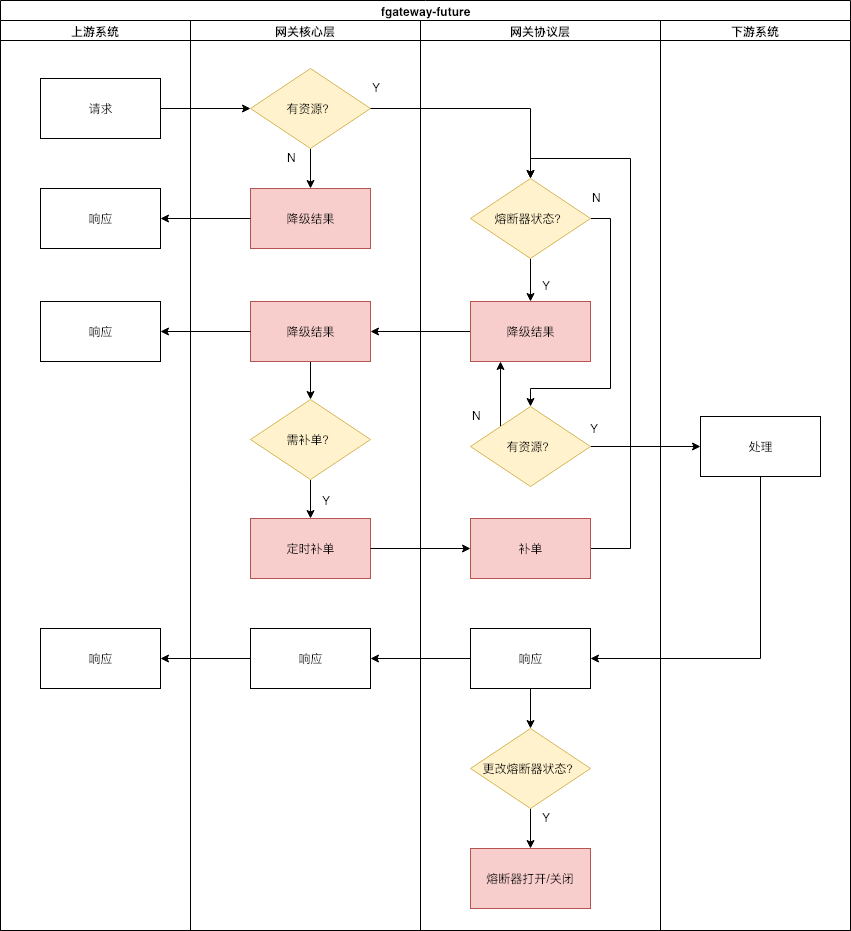 fgateway-future
上游系统
网关核心层
网关协议层
下游系统
请求
有资源?
Y
N
响应
降级结果
熔断器状态?
N
Y
响应
降级结果
降级结果
需补单?
N
有资源?
Y
处理
Y
定时补单
补单
响应
响应
响应
更改熔断器状态?
Y
熔断器打开/关闭